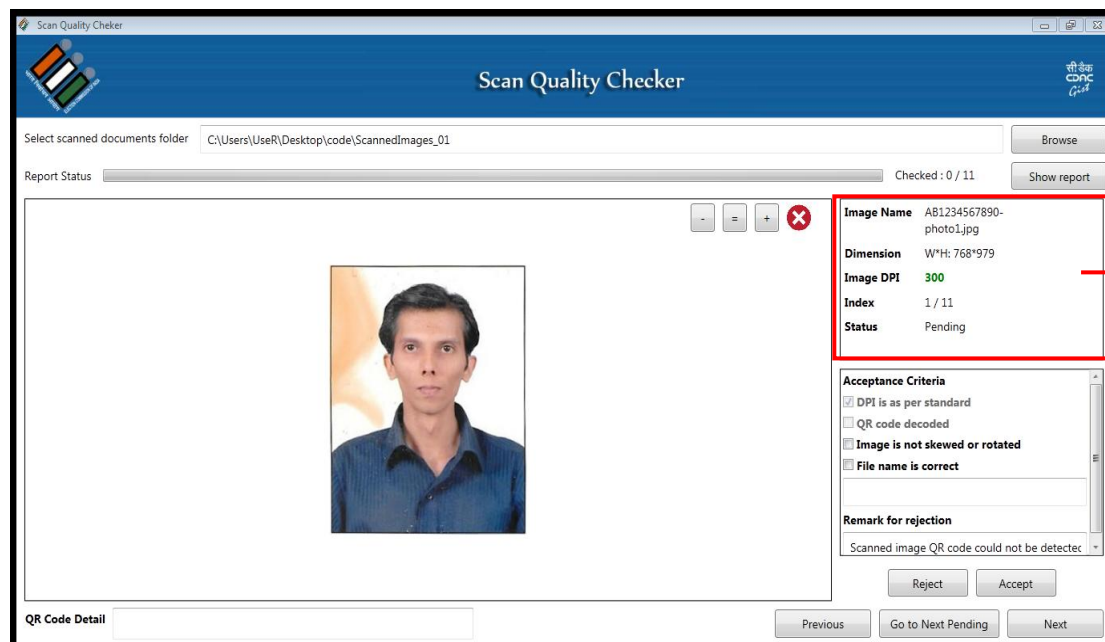 Scan Quality Cheker
Scan Quality Checker
सी डैक
CDAC
Gist
Select scanned documents folder
C:\Users\UseR\Desktop\code\ScannedImages_01
Browse
Report Status
Checked : 0 / 11
Show report
- = +
Image Name AB1234567890-
photo1.jpg
Dimension W*H: 768*979
Image DPI 300
Index 1 / 11
Status Pending
Acceptance Criteria
DPI is as per standard
QR code decoded
Image is not skewed or rotated
File name is correct
Remark for rejection
Scanned image QR code could not be detectec
Reject Accept
QR Code Detail
Previous Go to Next Pending Next